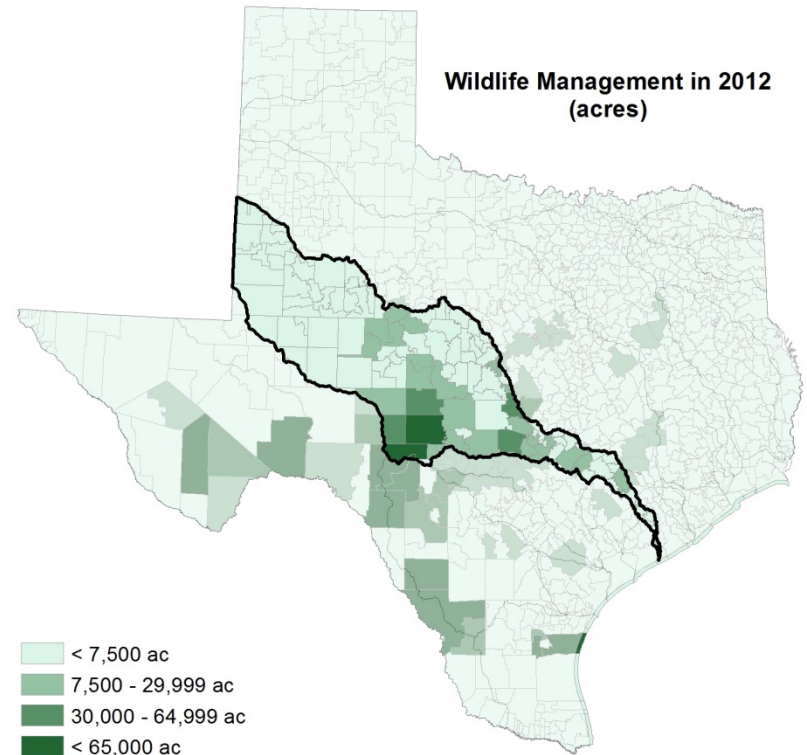 Wildlife Management in 2012
(acres)
< 7,500 ac
7,500 - 29,999 ac
30,000 - 64,999 ac
< 65,000 ac